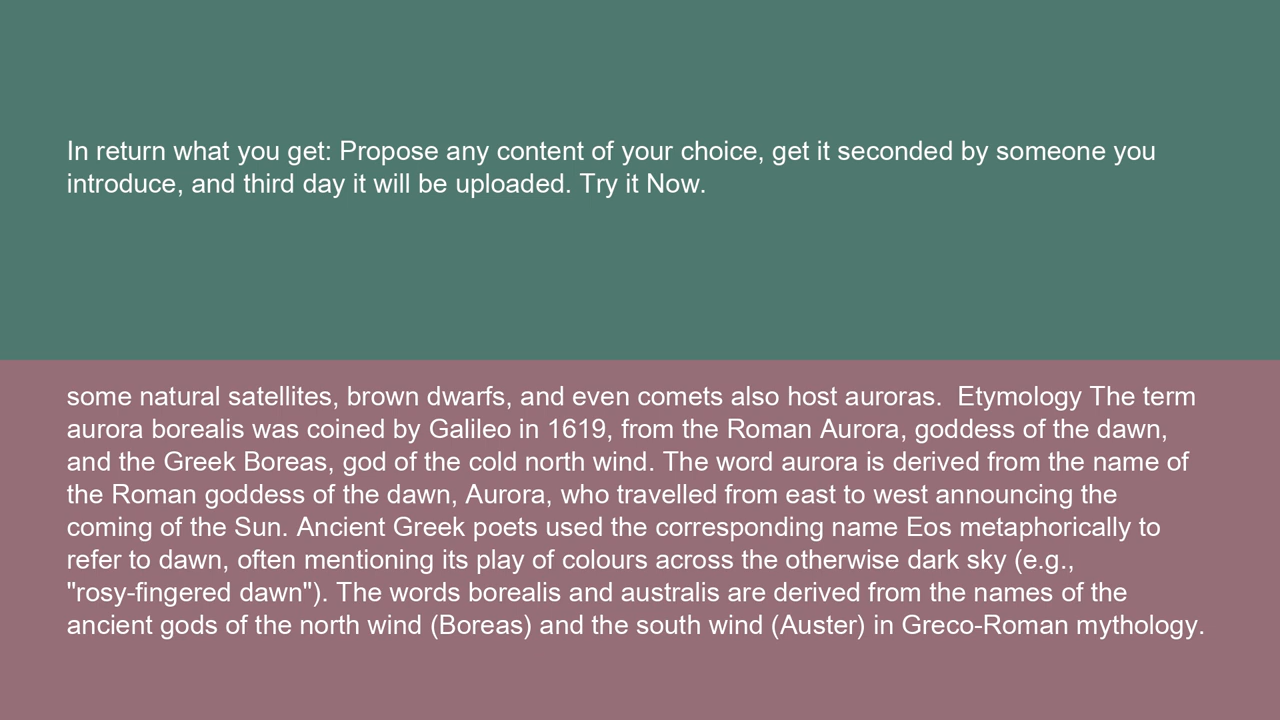 In return what you get: Propose any content of your choice, get it seconded by someone you
introduce, and third day it will be uploaded. Try it Now.
some natural satellites, brown dwarfs, and even comets also host auroras.  Etymology The term
aurora borealis was coined by Galileo in 1619, from the Roman Aurora, goddess of the dawn,
and the Greek Boreas, god of the cold north wind. The word aurora is derived from the name of
the Roman goddess of the dawn, Aurora, who travelled from east to west announcing the
coming of the Sun. Ancient Greek poets used the corresponding name Eos metaphorically to
refer to dawn, often mentioning its play of colours across the otherwise dark sky (e.g.,
"rosy-fingered dawn"). The words borealis and australis are derived from the names of the
ancient gods of the north wind (Boreas) and the south wind (Auster) in Greco-Roman mythology.